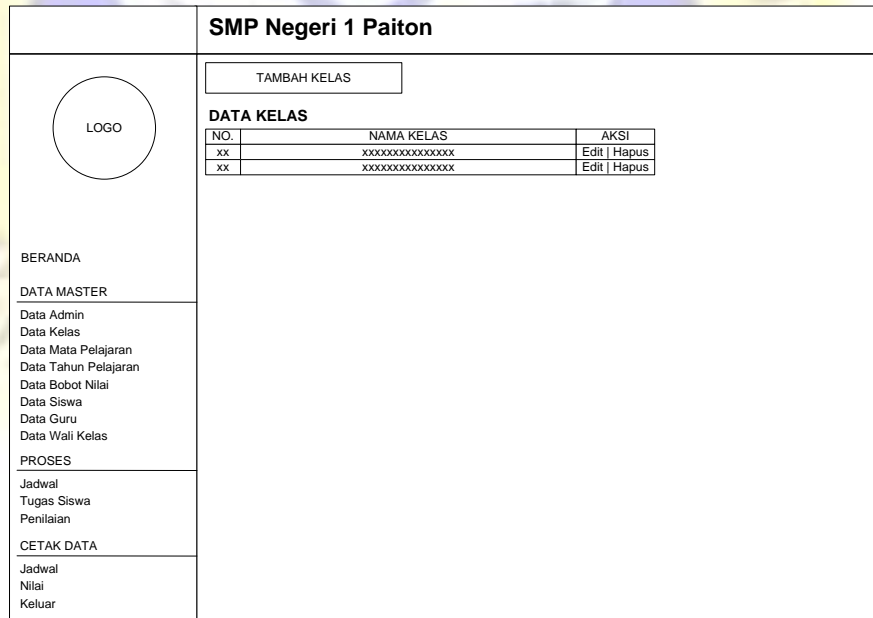 SMP Negeri 1 Paiton
LOGO
BERANDA
DATA MASTER
Data Admin
Data Kelas
Data Mata Pelajaran
Data Tahun Pelajaran
Data Bobot Nilai
Data Siswa
Data Guru
Data Wali Kelas
PROSES
Jadwal
Tugas Siswa
Penilaian
CETAK DATA
Jadwal
Nilai
Keluar
TAMBAH KELAS
DATA KELAS
NO. NAMA KELAS AKSI
xx xxxxxxxxxxxxxxx Edit | Hapus
xx xxxxxxxxxxxxxxx Edit | Hapus